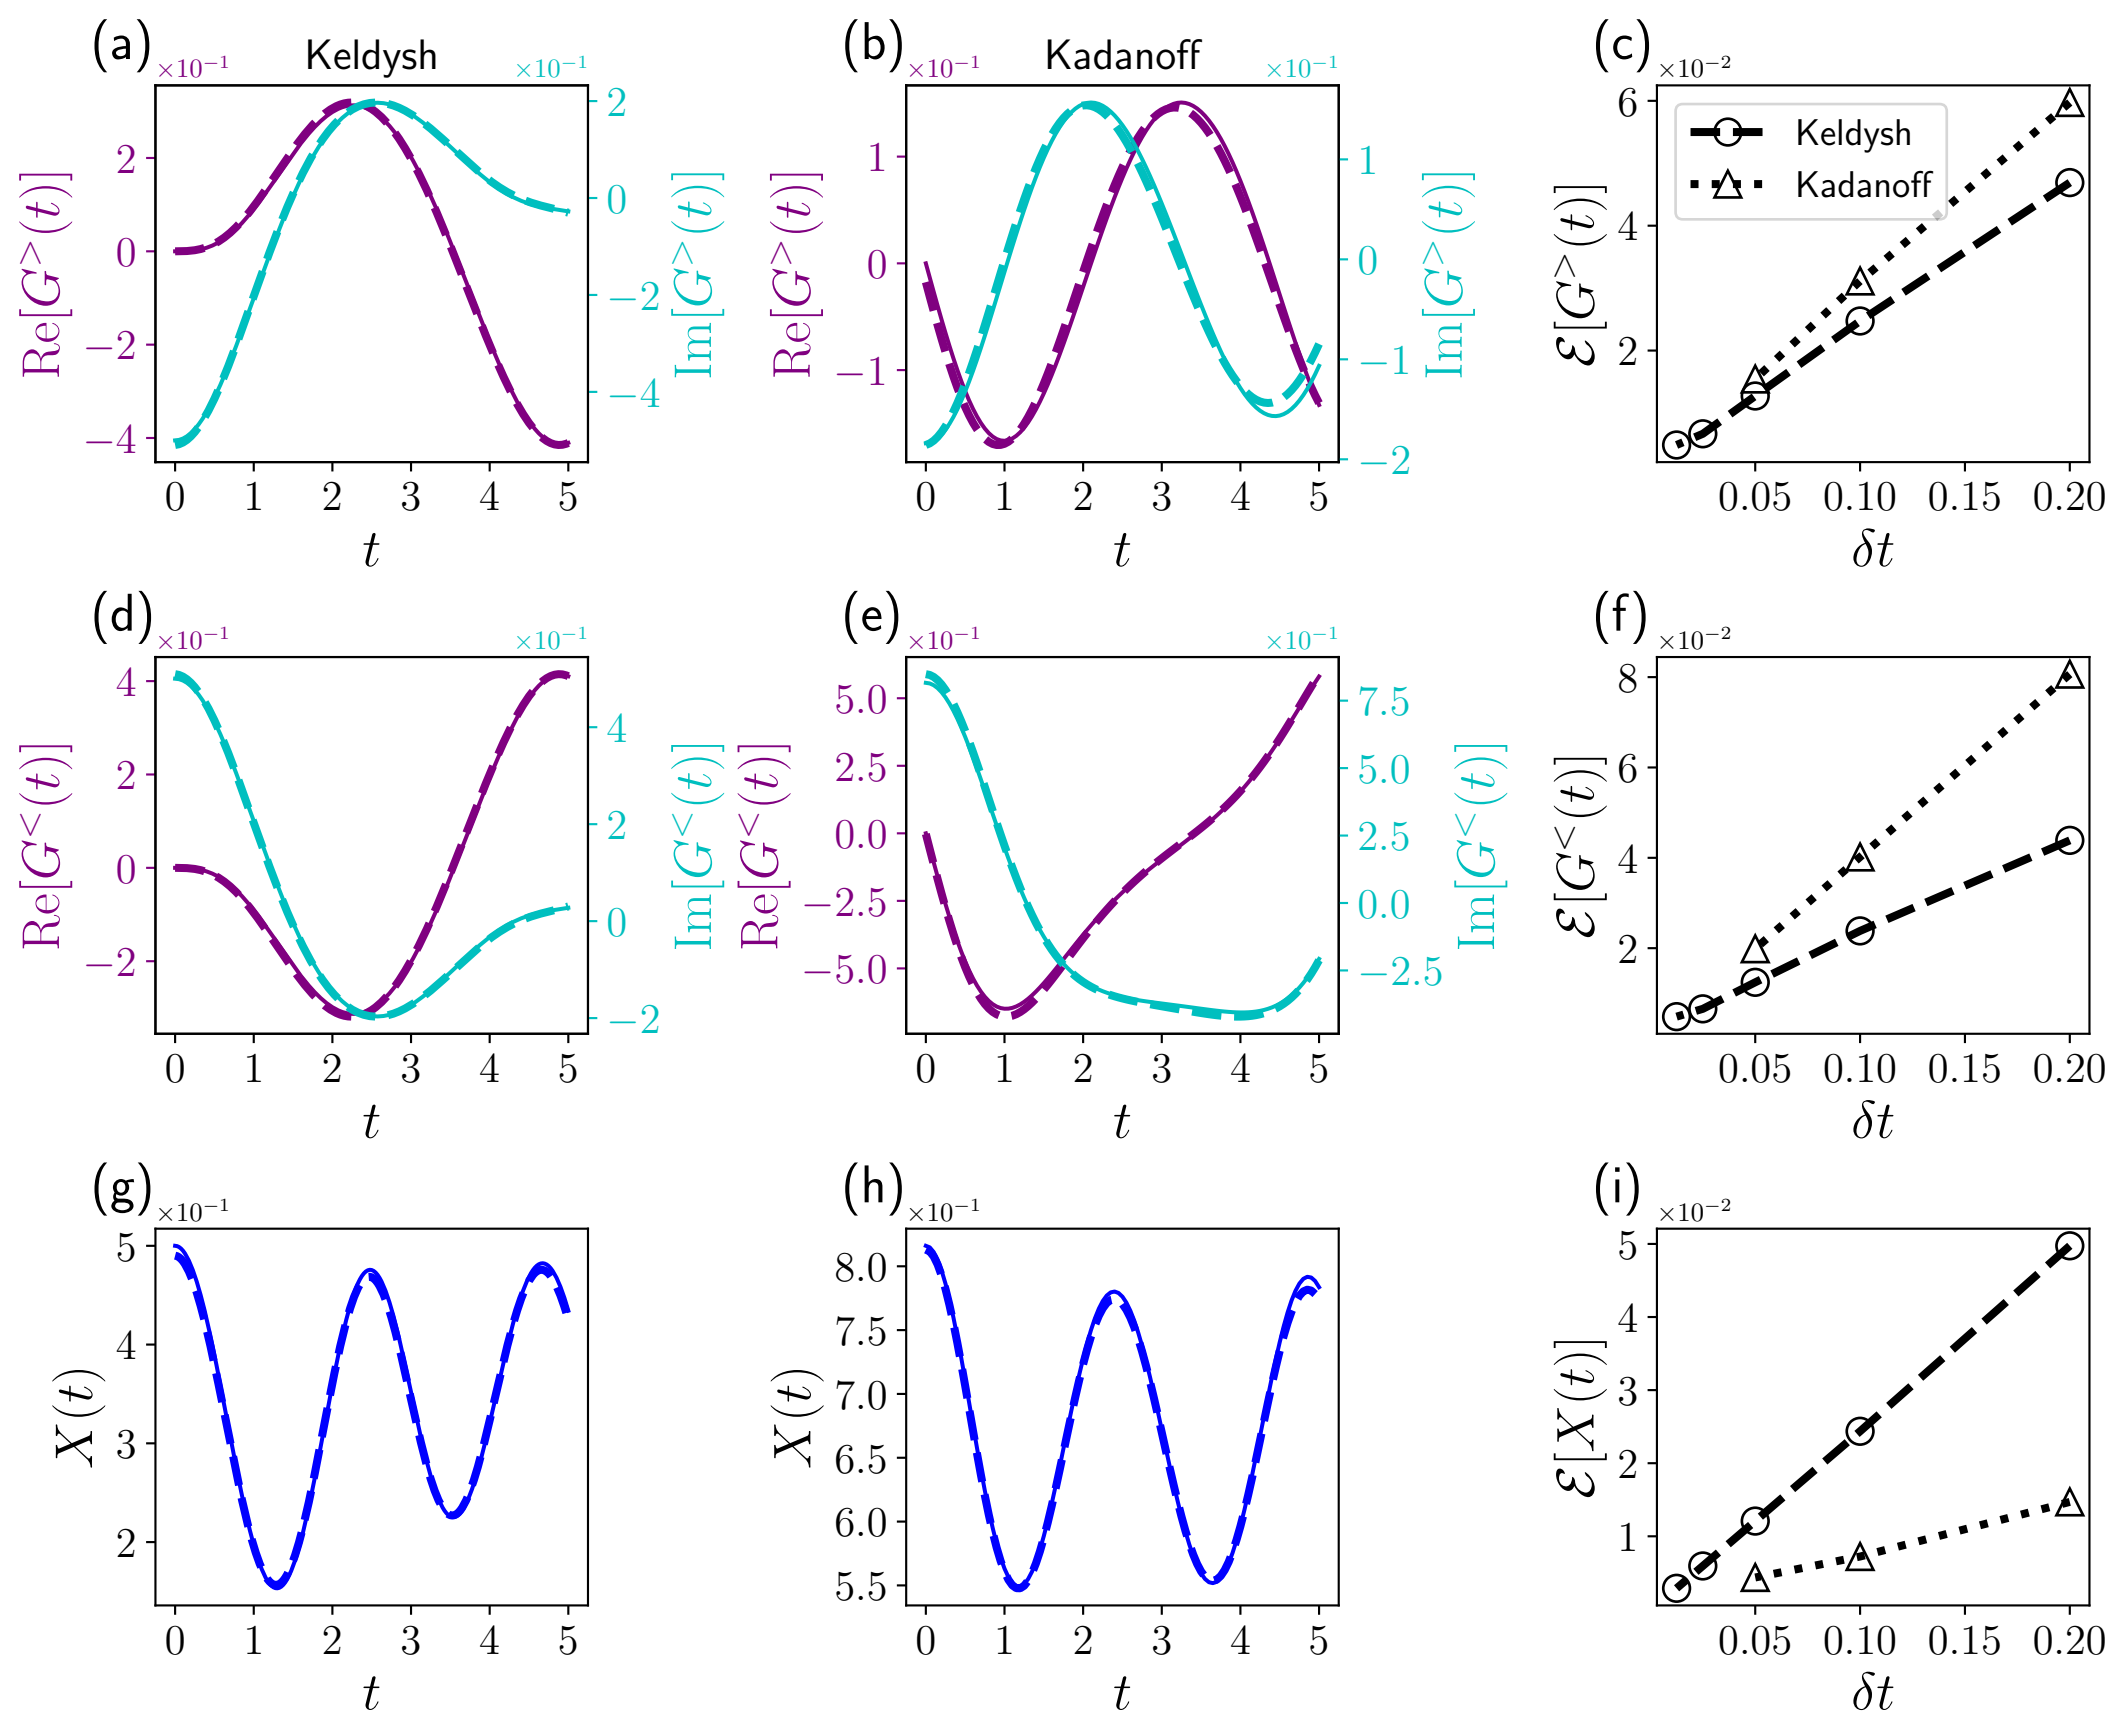 (a) Keldysh
×10⁻¹ ×10⁻¹
Re[G^>(t)]
2
0
−2
−4
2
0
−2
−4
Im[G^>(t)]
0 1 2 3 4 5
t
(b) Kadanoff
×10⁻¹ ×10⁻¹
Re[G^>(t)]
1
0
−1
1
0
−1
−2
Im[G^>(t)]
0 1 2 3 4 5
t
(c)
×10⁻²
ℰ[G^>(t)]
6
4
2
Keldysh
Kadanoff
0.05 0.10 0.15 0.20
δt
(d)
×10⁻¹ ×10⁻¹
Re[G^<(t)]
4
2
0
−2
4
2
0
−2
Im[G^<(t)]
0 1 2 3 4 5
t
(e)
×10⁻¹ ×10⁻¹
Re[G^<(t)]
5.0
2.5
0.0
−2.5
−5.0
7.5
5.0
2.5
0.0
−2.5
Im[G^<(t)]
0 1 2 3 4 5
t
(f)
×10⁻²
ℰ[G^<(t)]
8
6
4
2
0.05 0.10 0.15 0.20
δt
(g)
×10⁻¹
X(t)
5
4
3
2
0 1 2 3 4 5
t
(h)
×10⁻¹
X(t)
8.0
7.5
7.0
6.5
6.0
5.5
0 1 2 3 4 5
t
(i)
×10⁻²
ℰ[X(t)]
5
4
3
2
1
0.05 0.10 0.15 0.20
δt